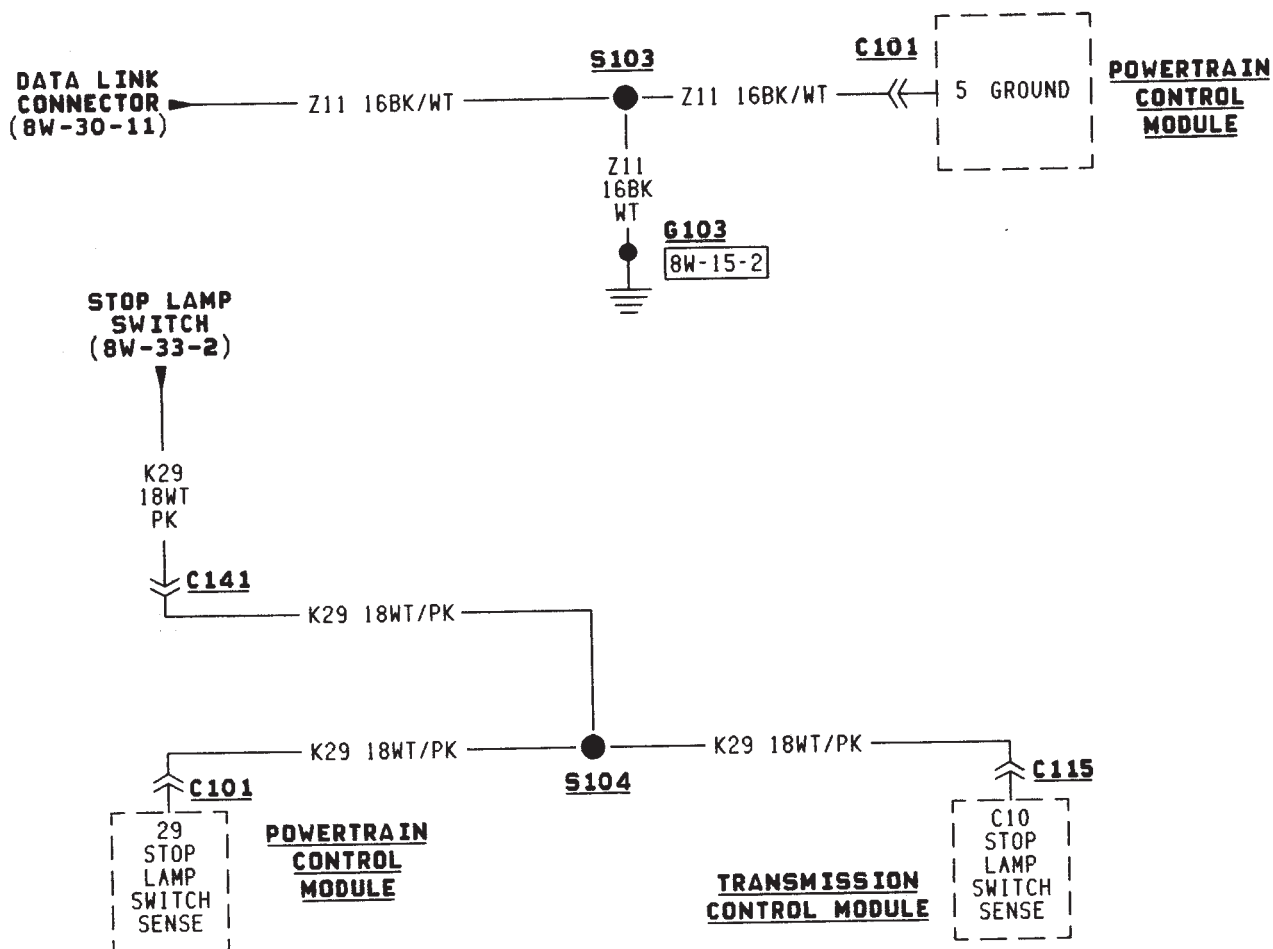 DATA LINK
CONNECTOR
(8W-30-11)
Z11 16BK/WT
S103
Z11 16BK/WT
C101
5 GROUND
POWERTRAIN
CONTROL
MODULE
Z11
16BK
WT
G103
8W-15-2
STOP LAMP
SWITCH
(8W-33-2)
K29
18WT
PK
C141
K29 18WT/PK
K29 18WT/PK
S104
K29 18WT/PK
C101
29
STOP
LAMP
SWITCH
SENSE
POWERTRAIN
CONTROL
MODULE
TRANSMISSION
CONTROL MODULE
C115
C10
STOP
LAMP
SWITCH
SENSE